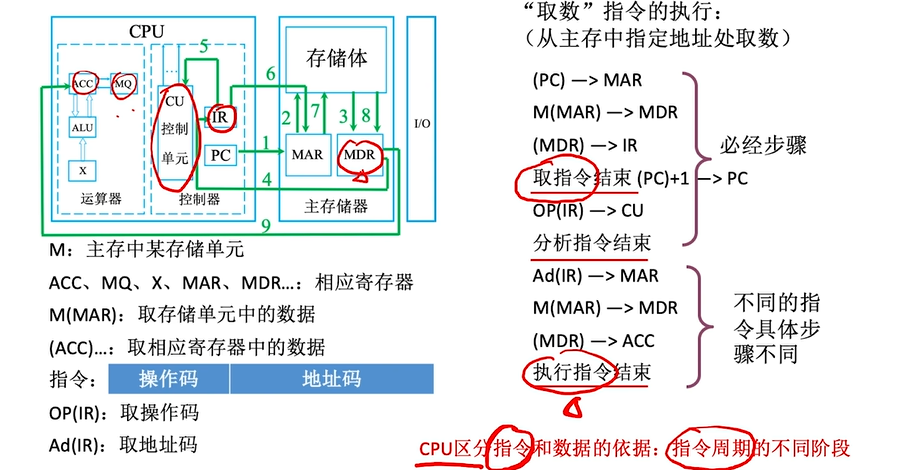 CPU
ACC
MQ
ALU
X
运算器
...
CU
控制
单元
IR
PC
控制器
5
6
1
4
9
存储体
2
7
3
8
MAR
MDR
主存储器
I/O
M：主存中某存储单元
ACC、MQ、X、MAR、MDR...：相应寄存器
M(MAR)：取存储单元中的数据
(ACC)...：取相应寄存器中的数据
指令：操作码 地址码
OP(IR)：取操作码
Ad(IR)：取地址码
“取数”指令的执行：
（从主存中指定地址处取数）
(PC) —> MAR
M(MAR) —> MDR
(MDR) —> IR
取指令结束 (PC)+1 —> PC
OP(IR) —> CU
分析指令结束
必经步骤
Ad(IR) —> MAR
M(MAR) —> MDR
(MDR) —> ACC
执行指令结束
不同的指
令具体步
骤不同
CPU区分指令和数据的依据：指令周期的不同阶段